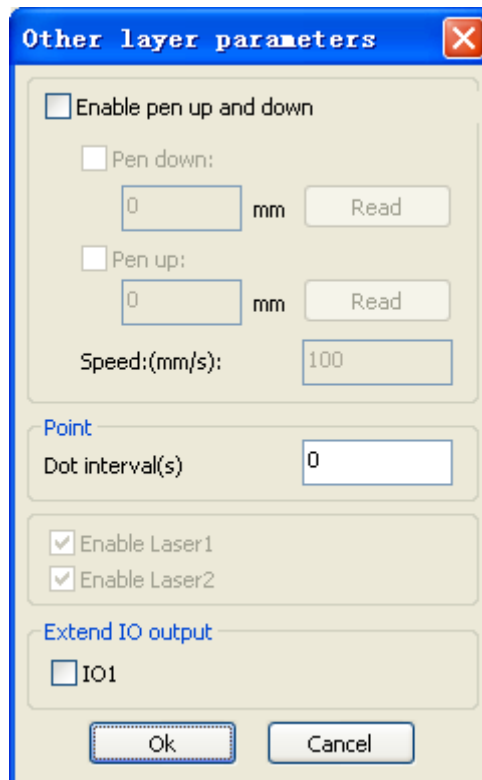 Other layer parameters
Enable pen up and down
Pen down:
0 mm Read
Pen up:
0 mm Read
Speed:(mm/s): 100
Point
Dot interval(s) 0
Enable Laser1
Enable Laser2
Extend IO output
IO1
Ok Cancel